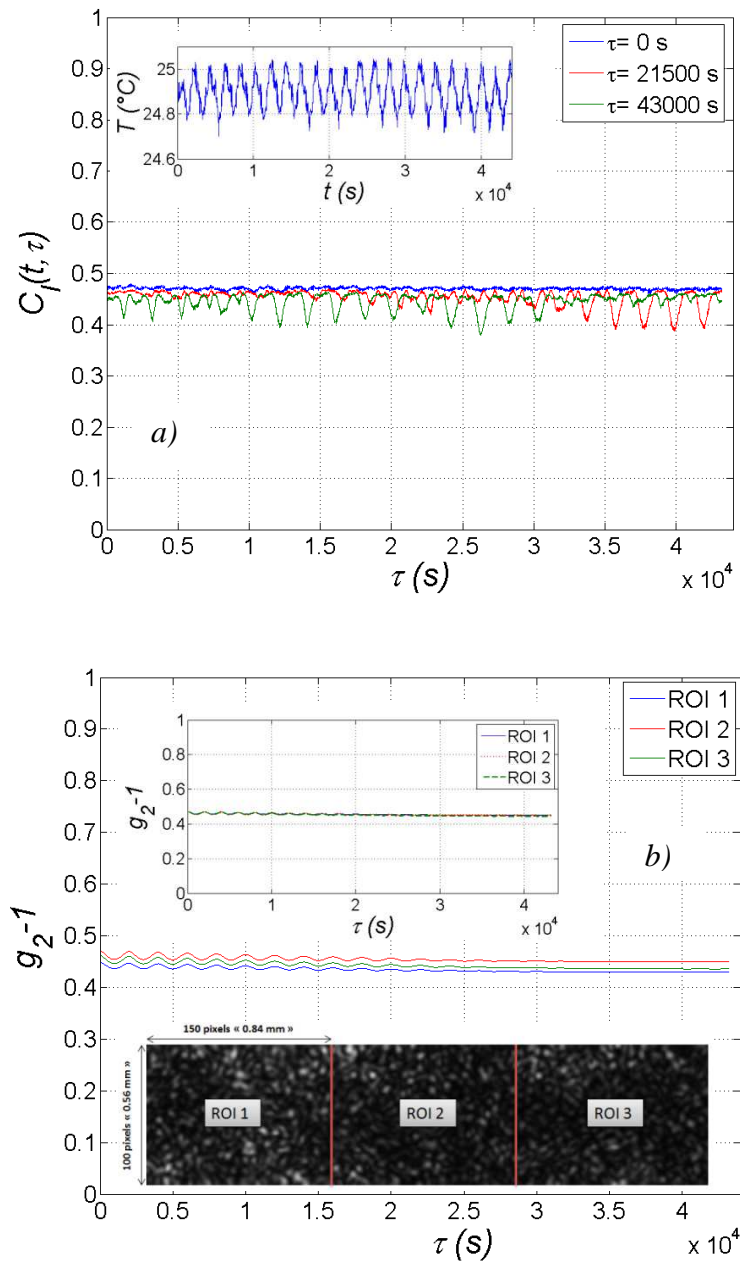 1
0.9
0.8
0.7
0.6
0.5
0.4
0.3
0.2
0.1
0
C_I(t, τ)
τ= 0 s
τ= 21500 s
τ= 43000 s
25
24.8
24.6
T (°C)
0 1 2 3 4
t (s)
x 10^4
a)
0 0.5 1 1.5 2 2.5 3 3.5 4
τ (s)
x 10^4
1
0.9
0.8
0.7
0.6
0.5
0.4
0.3
0.2
0.1
0
g_2-1
ROI 1
ROI 2
ROI 3
1
0.8
0.6
0.4
0.2
0
g_2-1
ROI 1
ROI 2
ROI 3
0 1 2 3 4
τ (s)
x 10^4
b)
150 pixels « 0.84 mm »
100 pixels « 0.56 mm »
ROI 1
ROI 2
ROI 3
0 0.5 1 1.5 2 2.5 3 3.5 4
τ (s)
x 10^4